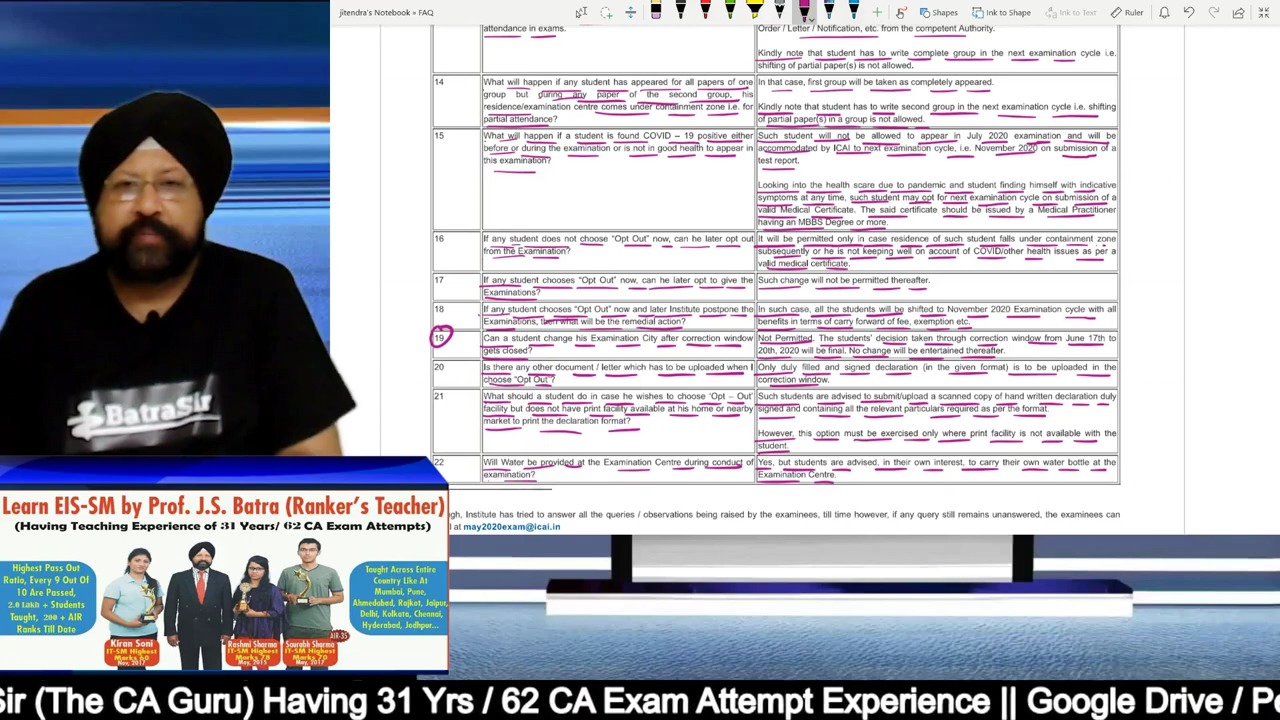 jitendra's Notebook » FAQ
Shapes
Ink to Shape
Ink to Text
Ruler
attendance in exams.
Order / Letter / Notification, etc. from the competent Authority.
Kindly note that student has to write complete group in the next examination cycle i.e.
shifting of partial paper(s) is not allowed.
14
What will happen if any student has appeared for all papers of one
group but during any paper of the second group, his
residence/examination centre comes under containment zone i.e. for
partial attendance?
In that case, first group will be taken as completely appeared.
Kindly note that student has to write second group in the next examination cycle i.e. shifting
of partial paper(s) in a group is not allowed.
15
What will happen if a student is found COVID – 19 positive either
before or during the examination or is not in good health to appear in
this examination?
Such student will not be allowed to appear in July 2020 examination and will be
accommodated by ICAI to next examination cycle, i.e. November 2020 on submission of a
test report.
Looking into the health scare due to pandemic and student finding himself with indicative
symptoms at any time, such student may opt for next examination cycle on submission of a
valid Medical Certificate. The said certificate should be issued by a Medical Practitioner
having an MBBS Degree or more.
16
If any student does not choose “Opt Out” now, can he later opt out
from the Examination?
It will be permitted only in case residence of such student falls under containment zone
subsequently or he is not keeping well on account of COVID/other health issues as per a
valid medical certificate.
17
If any student chooses “Opt Out” now, can he later opt to give the
Examinations?
Such change will not be permitted thereafter.
18
If any student chooses “Opt Out” now and later Institute postpone the
Examinations, then what will be the remedial action?
In such case, all the students will be shifted to November 2020 Examination cycle with all
benefits in terms of carry forward of fee, exemption etc.
19
Can a student change his Examination City after correction window
gets closed?
Not Permitted. The students’ decision taken through correction window from June 17th to
20th, 2020 will be final. No change will be entertained thereafter.
20
Is there any other document / letter which has to be uploaded when I
choose “Opt Out”?
Only duly filled and signed declaration (in the given format) is to be uploaded in the
correction window.
21
What should a student do in case he wishes to choose ‘Opt – Out’
facility but does not have print facility available at his home or nearby
market to print the declaration format?
Such students are advised to submit/upload a scanned copy of hand written declaration duly
signed and containing all the relevant particulars required as per the format.
However, this option must be exercised only where print facility is not available with the
student.
22
Will Water be provided at the Examination Centre during conduct of
examination?
Yes, but students are advised, in their own interest, to carry their own water bottle at the
Examination Centre.
gh, Institute has tried to answer all the queries / observations being raised by the examinees, till time however, if any query still remains unanswered, the examinees can
l at may2020exam@icai.in
Learn EIS-SM by Prof. J.S. Batra (Ranker's Teacher)
(Having Teaching Experience of 31 Years/ 62 CA Exam Attempts)
Highest Pass Out
Ratio, Every 9 Out Of
10 Are Passed,
2.0 Lakh + Students
Taught, 200 + AIR
Ranks Till Date
Taught Across Entire
Country Like At
Mumbai, Pune,
Ahmedabad, Rajkot, Jaipur,
Delhi, Kolkata, Chennai,
Hyderabad, Jodhpur...
AIR-35
Kiran Soni
IT-SM Highest
Marks 60
Nov, 2017
Rashmi Sharma
IT-SM Highest
Marks 78
May, 2015
Saurabh Sharma
IT-SM Highest
Marks 70
May, 2017
Sir (The CA Guru) Having 31 Yrs / 62 CA Exam Attempt Experience || Google Drive / Pe